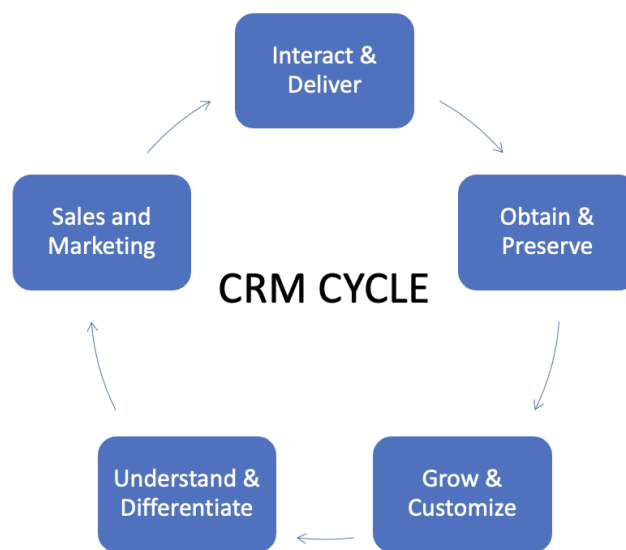 Interact &
Deliver
Sales and
Marketing
Obtain &
Preserve
CRM CYCLE
Understand &
Differentiate
Grow &
Customize